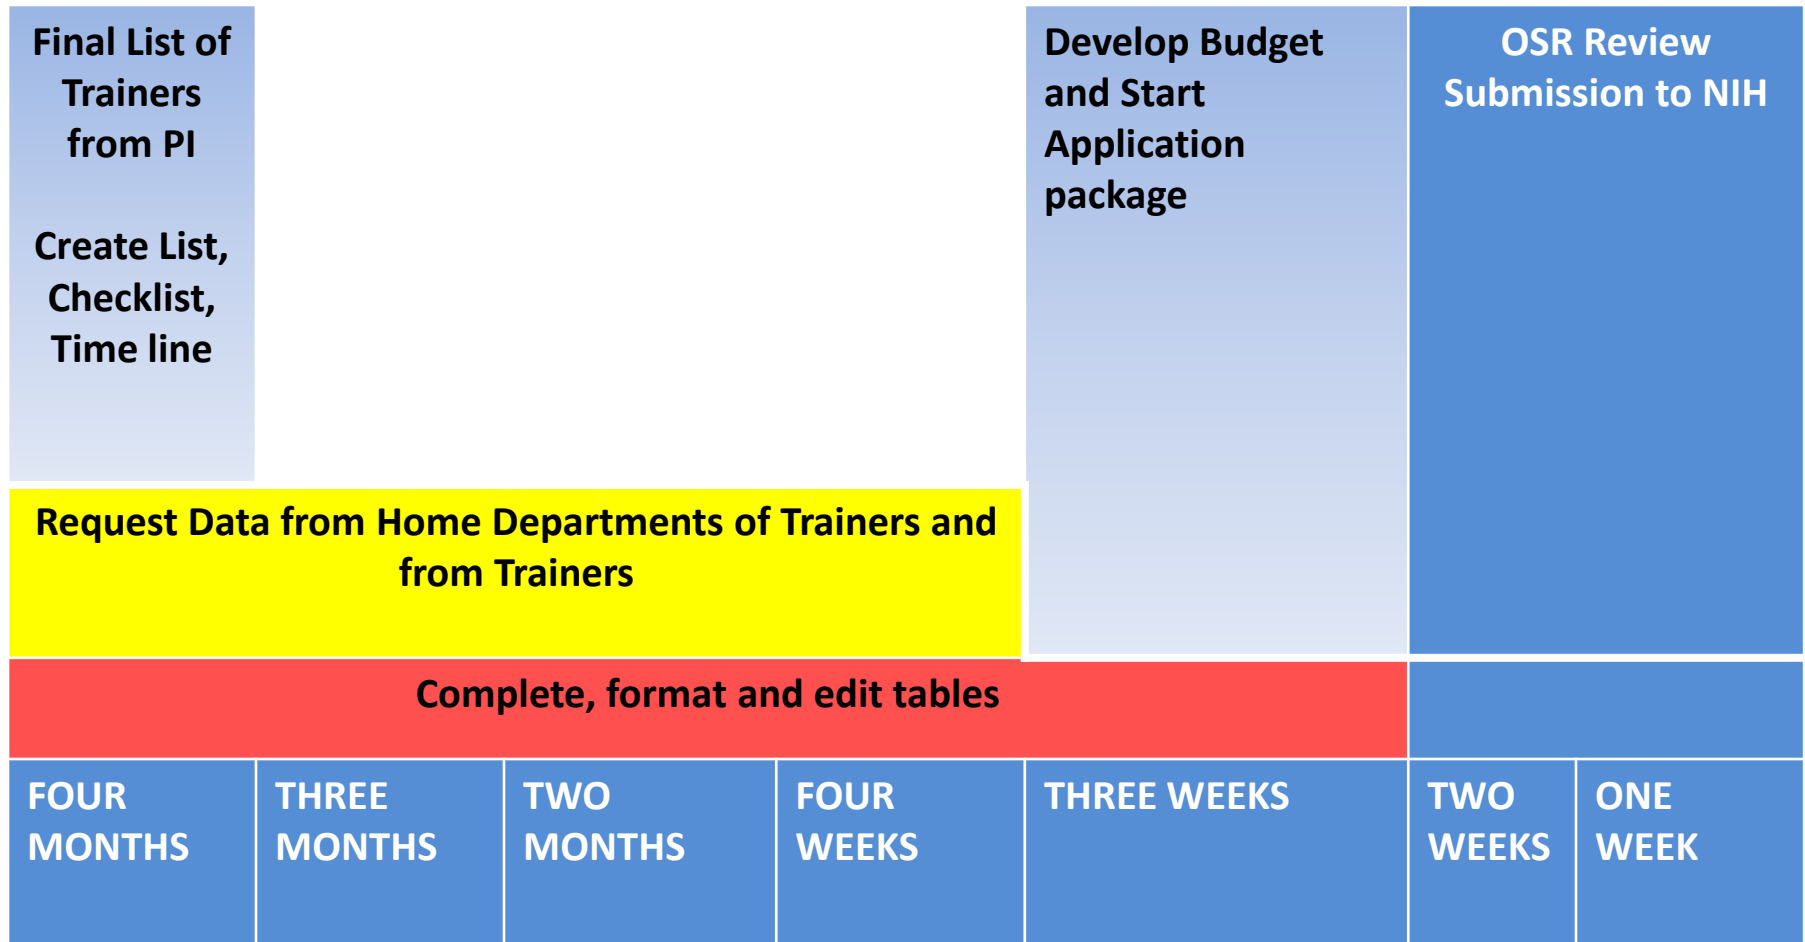 Final List of
Trainers
from PI
Create List,
Checklist,
Time line
Develop Budget
and Start
Application
package
OSR Review
Submission to NIH
Request Data from Home Departments of Trainers and
from Trainers
Complete, format and edit tables
FOUR
MONTHS
THREE
MONTHS
TWO
MONTHS
FOUR
WEEKS
THREE WEEKS
TWO
WEEKS
ONE
WEEK